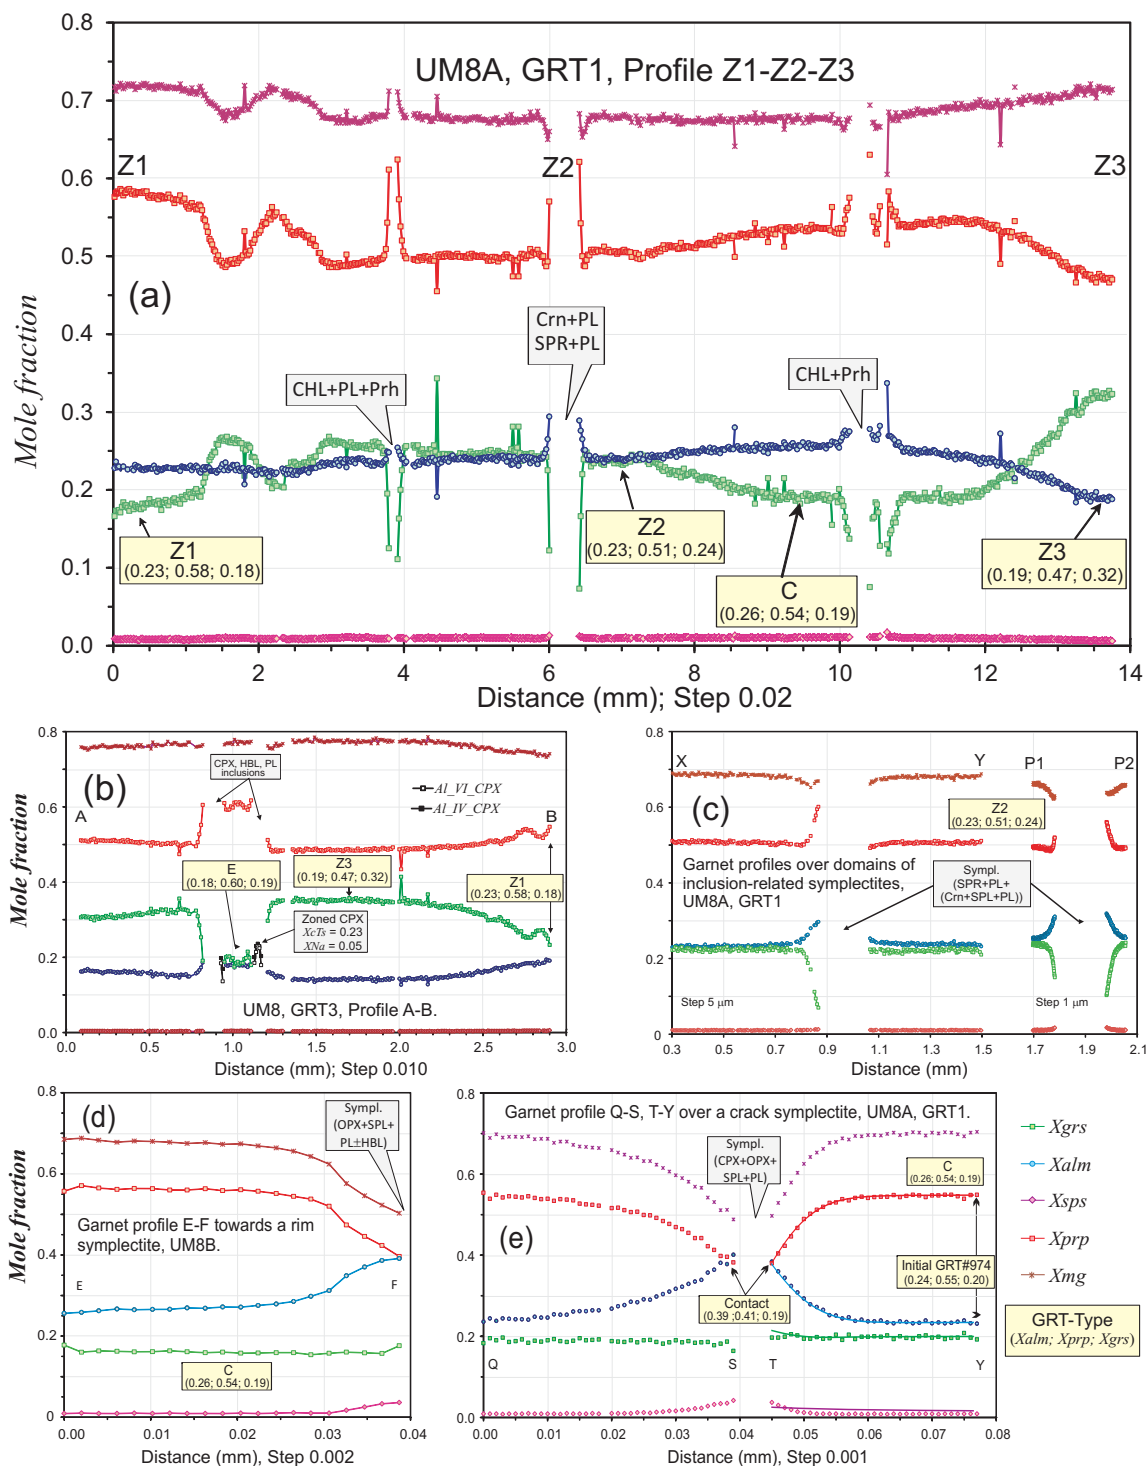 UM8A, GRT1, Profile Z1-Z2-Z3
Mole fraction
0.8
0.7
0.6
0.5
0.4
0.3
0.2
0.1
0.0
Z1
Z2
Z3
(a)
Crn+PL
SPR+PL
CHL+PL+Prh
CHL+Prh
Z1
(0.23; 0.58; 0.18)
Z2
(0.23; 0.51; 0.24)
C
(0.26; 0.54; 0.19)
Z3
(0.19; 0.47; 0.32)
0 2 4 6 8 10 12 14
Distance (mm); Step 0.02
Mole fraction
0.8
0.6
0.4
0.2
0.0
(b)
CPX, HBL, PL
inclusions
Al_VI_CPX
Al_IV_CPX
A
B
E
(0.18; 0.60; 0.19)
Z3
(0.19; 0.47; 0.32)
Z1
(0.23; 0.58; 0.18)
Zoned CPX
XcTs = 0.23
XNa = 0.05
UM8, GRT3, Profile A-B.
0.0 0.5 1.0 1.5 2.0 2.5 3.0
Distance (mm); Step 0.010
0.8
0.6
0.4
0.2
0
X
Y
P1
P2
(c)
Z2
(0.23; 0.51; 0.24)
Garnet profiles over domains of
inclusion-related symplectites,
UM8A, GRT1
Sympl.
(SPR+PL+
(Crn+SPL+PL))
Step 5 µm
Step 1 µm
0.3 0.5 0.7 0.9 1.1 1.3 1.5 1.7 1.9 2.1
Distance (mm)
Mole fraction
0.8
0.6
0.4
0.2
0
(d)
Sympl.
(OPX+SPL+
PL±HBL)
Garnet profile E-F towards a rim
symplectite, UM8B.
E
F
C
(0.26; 0.54; 0.19)
0.00 0.01 0.02 0.03 0.04
Distance (mm), Step 0.002
0.8
0.6
0.4
0.2
0.0
Garnet profile Q-S, T-Y over a crack symplectite, UM8A, GRT1.
Sympl.
(CPX+OPX+
SPL+PL)
C
(0.26; 0.54; 0.19)
(e)
Initial GRT#974
(0.24; 0.55; 0.20)
Contact
(0.39 ;0.41; 0.19)
Q
S
T
Y
0.00 0.01 0.02 0.03 0.04 0.05 0.06 0.07 0.08
Distance (mm), Step 0.001
Xgrs
Xalm
Xsps
Xprp
Xmg
GRT-Type
(Xalm; Xprp; Xgrs)